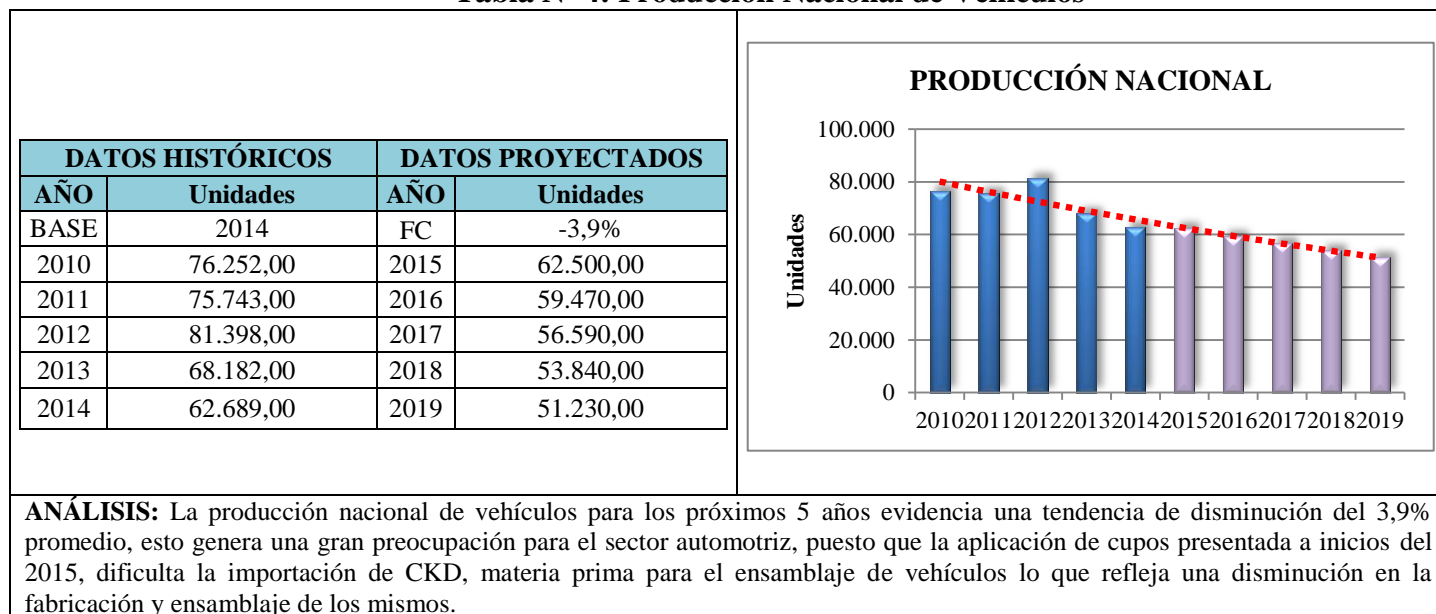 DATOS HISTÓRICOS DATOS PROYECTADOS
AÑO Unidades AÑO Unidades
BASE 2014 FC -3,9%
2010 76.252,00 2015 62.500,00
2011 75.743,00 2016 59.470,00
2012 81.398,00 2017 56.590,00
2013 68.182,00 2018 53.840,00
2014 62.689,00 2019 51.230,00
PRODUCCIÓN NACIONAL
Unidades
100.000
80.000
60.000
40.000
20.000
0
2010 2011 2012 2013 2014 2015 2016 2017 2018 2019
ANÁLISIS: La producción nacional de vehículos para los próximos 5 años evidencia una tendencia de disminución del 3,9%
promedio, esto genera una gran preocupación para el sector automotriz, puesto que la aplicación de cupos presentada a inicios del
2015, dificulta la importación de CKD, materia prima para el ensamblaje de vehículos lo que refleja una disminución en la
fabricación y ensamblaje de los mismos.